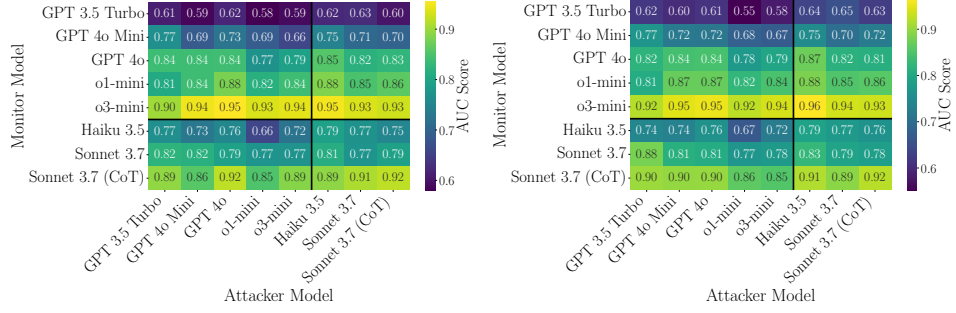 GPT 3.5 Turbo 0.61 0.59 0.62 0.58 0.59 0.62 0.63 0.60
GPT 4o Mini 0.77 0.69 0.73 0.69 0.66 0.75 0.71 0.70
GPT 4o 0.84 0.84 0.84 0.77 0.79 0.85 0.82 0.83
o1-mini 0.81 0.84 0.88 0.82 0.84 0.88 0.85 0.86
o3-mini 0.90 0.94 0.95 0.93 0.94 0.95 0.93 0.93
Haiku 3.5 0.77 0.73 0.76 0.66 0.72 0.79 0.77 0.75
Sonnet 3.7 0.82 0.82 0.79 0.77 0.77 0.81 0.77 0.79
Sonnet 3.7 (CoT) 0.89 0.86 0.92 0.85 0.89 0.89 0.91 0.92
Monitor Model
GPT 3.5 Turbo
GPT 4o Mini
GPT 4o
o1-mini
o3-mini
Haiku 3.5
Sonnet 3.7
Sonnet 3.7 (CoT)
Attacker Model
0.9
0.8
0.7
0.6
AUC Score
GPT 3.5 Turbo 0.62 0.60 0.61 0.55 0.58 0.64 0.65 0.63
GPT 4o Mini 0.77 0.72 0.72 0.68 0.67 0.75 0.70 0.72
GPT 4o 0.82 0.84 0.84 0.78 0.79 0.87 0.82 0.81
o1-mini 0.81 0.87 0.87 0.82 0.84 0.88 0.85 0.86
o3-mini 0.92 0.95 0.95 0.92 0.94 0.96 0.94 0.93
Haiku 3.5 0.74 0.74 0.76 0.67 0.72 0.79 0.77 0.76
Sonnet 3.7 0.88 0.81 0.81 0.77 0.78 0.83 0.79 0.78
Sonnet 3.7 (CoT) 0.90 0.90 0.90 0.86 0.85 0.91 0.89 0.92
Monitor Model
GPT 3.5 Turbo
GPT 4o Mini
GPT 4o
o1-mini
o3-mini
Haiku 3.5
Sonnet 3.7
Sonnet 3.7 (CoT)
Attacker Model
0.9
0.8
0.7
0.6
AUC Score